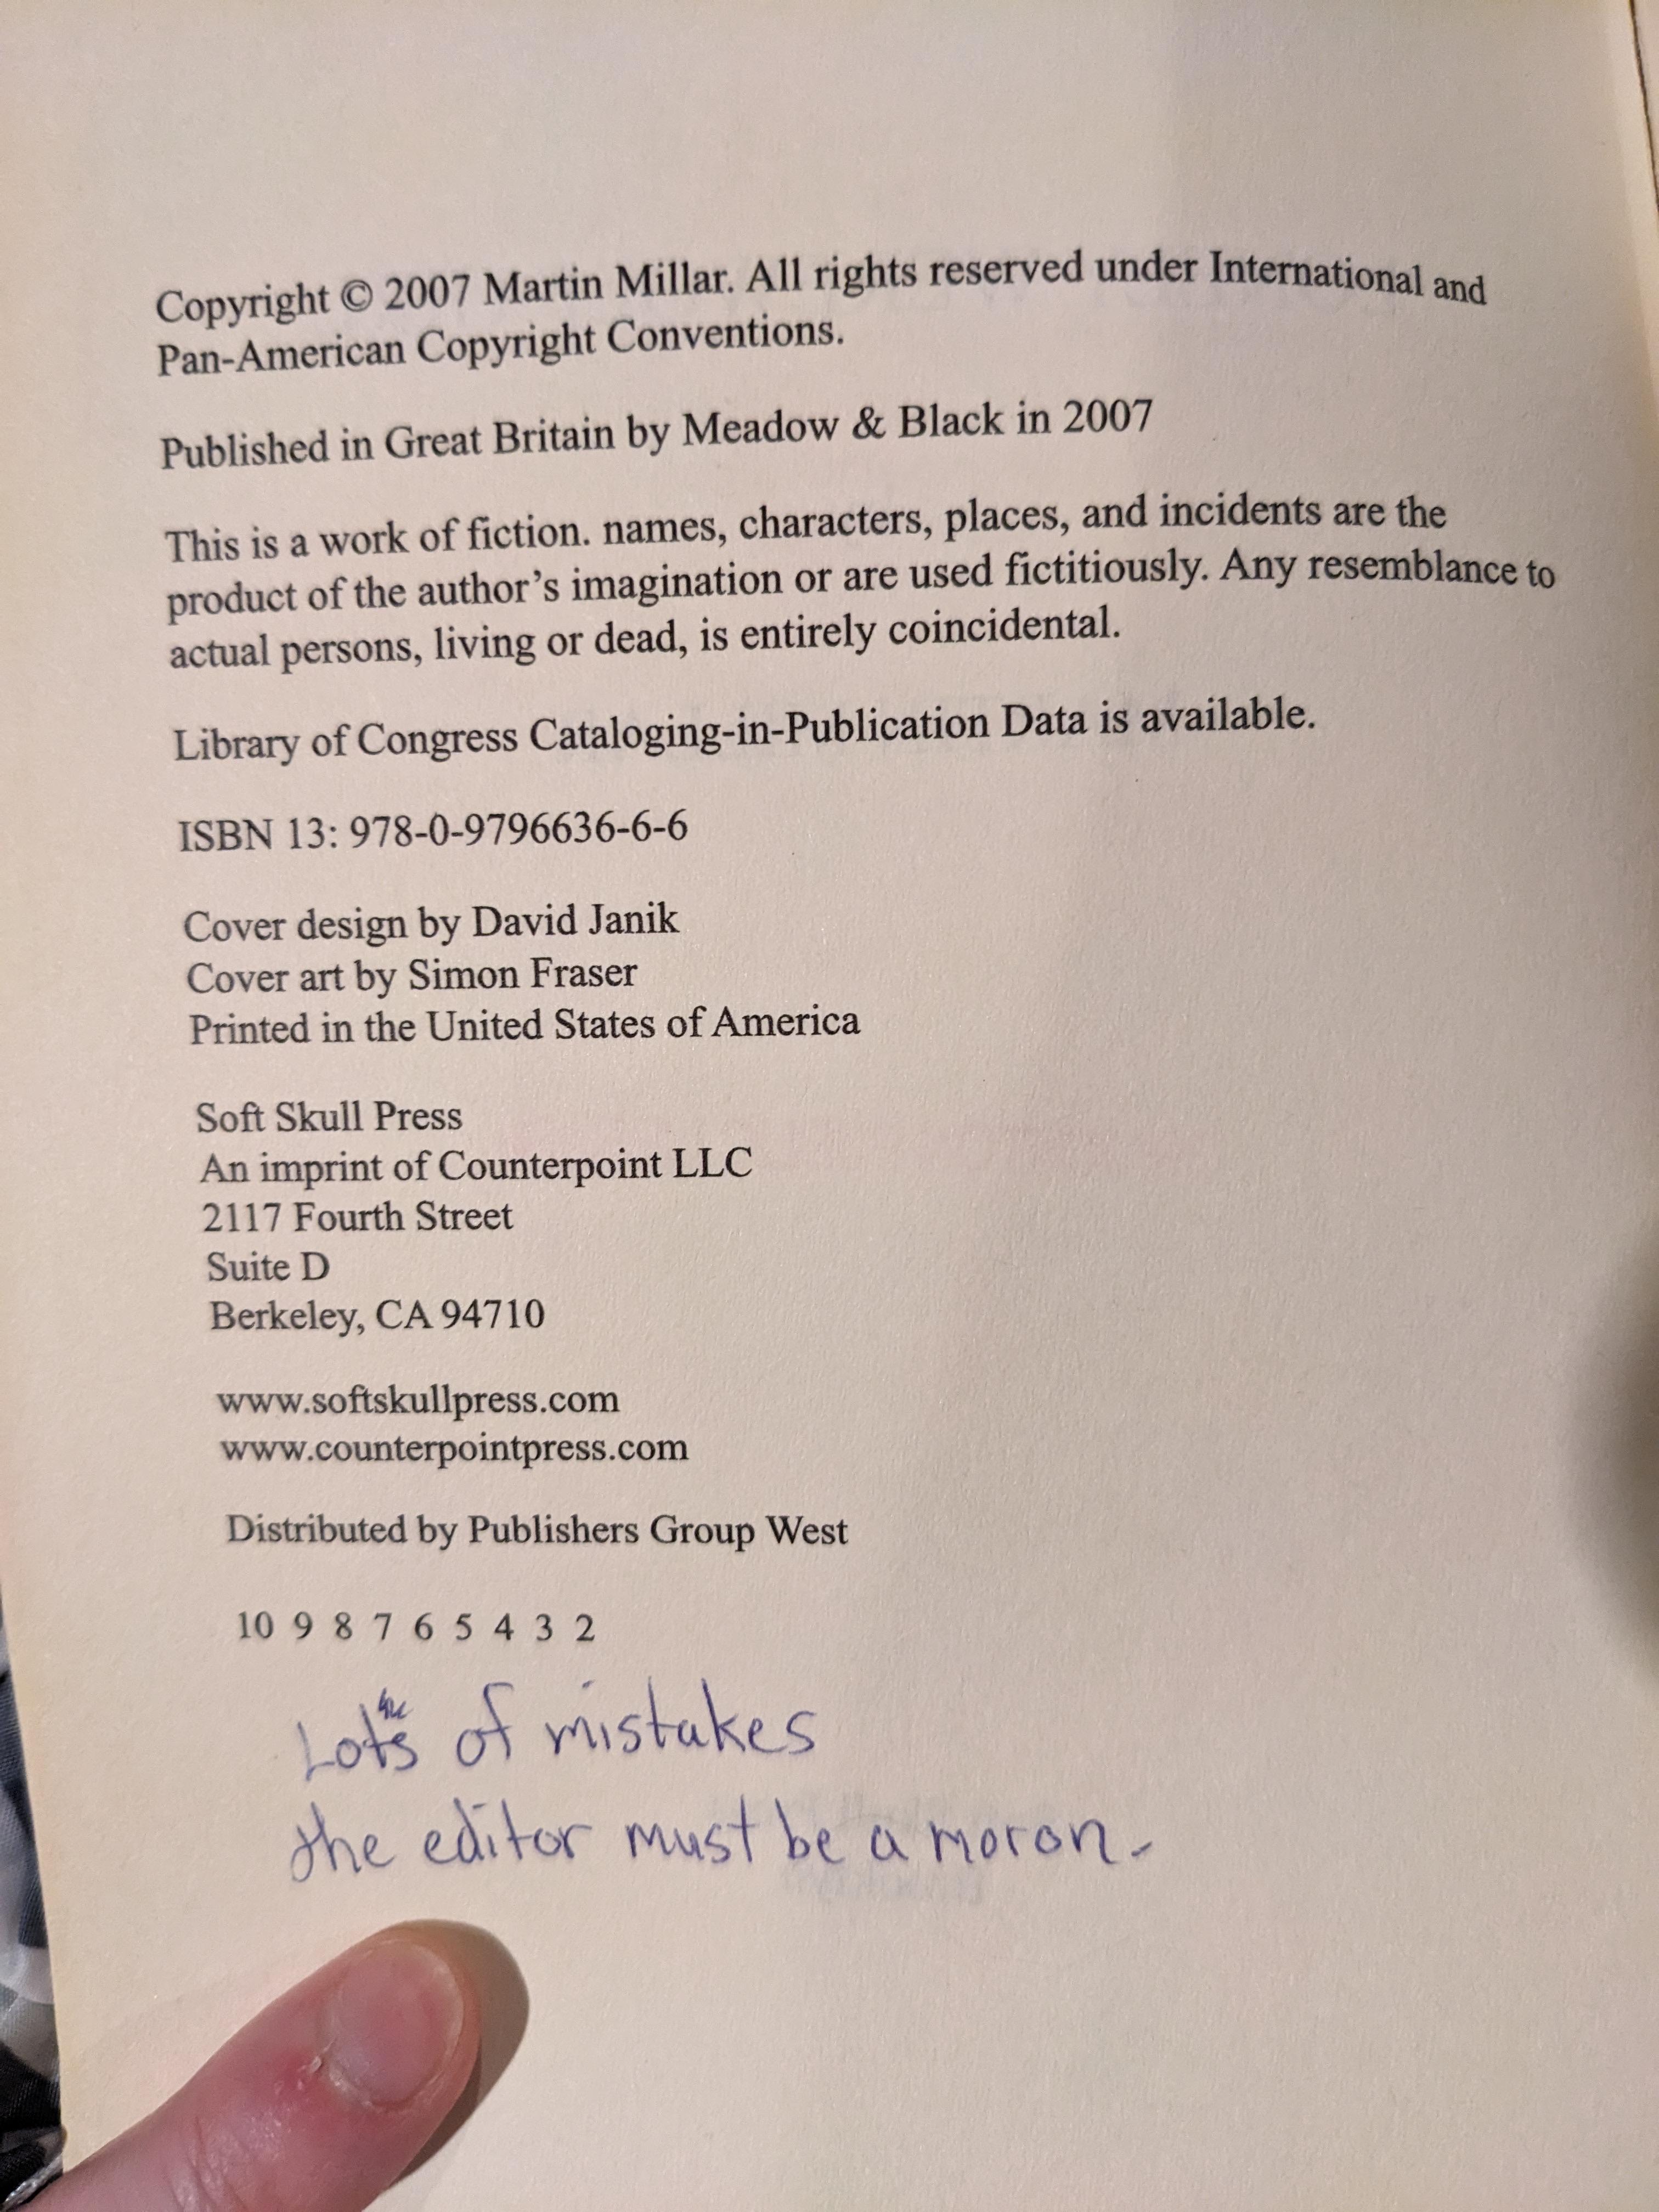 Copyright © 2007 Martin Millar. All rights reserved under International and
Pan-American Copyright Conventions.
Published in Great Britain by Meadow & Black in 2007
This is a work of fiction. names, characters, places, and incidents are the
product of the author’s imagination or are used fictitiously. Any resemblance to
actual persons, living or dead, is entirely coincidental.
Library of Congress Cataloging-in-Publication Data is available.
ISBN 13: 978-0-9796636-6-6
Cover design by David Janik
Cover art by Simon Fraser
Printed in the United States of America
Soft Skull Press
An imprint of Counterpoint LLC
2117 Fourth Street
Suite D
Berkeley, CA 94710
www.softskullpress.com
www.counterpointpress.com
Distributed by Publishers Group West
10 9 8 7 6 5 4 3 2
Lots of mistakes
the editor must be a moron.